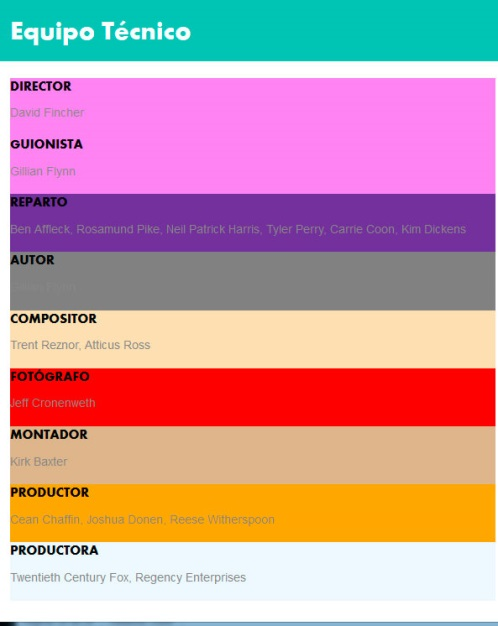 Equipo Técnico
DIRECTOR
David Fincher
GUIONISTA
Gillian Flynn
REPARTO
Ben Affleck, Rosamund Pike, Neil Patrick Harris, Tyler Perry, Carrie Coon, Kim Dickens
AUTOR
COMPOSITOR
Trent Reznor, Atticus Ross
FOTÓGRAFO
Jeff Cronenweth
MONTADOR
Kirk Baxter
PRODUCTOR
Cean Chaffin, Joshua Donen, Reese Witherspoon
PRODUCTORA
Twentieth Century Fox, Regency Enterprises